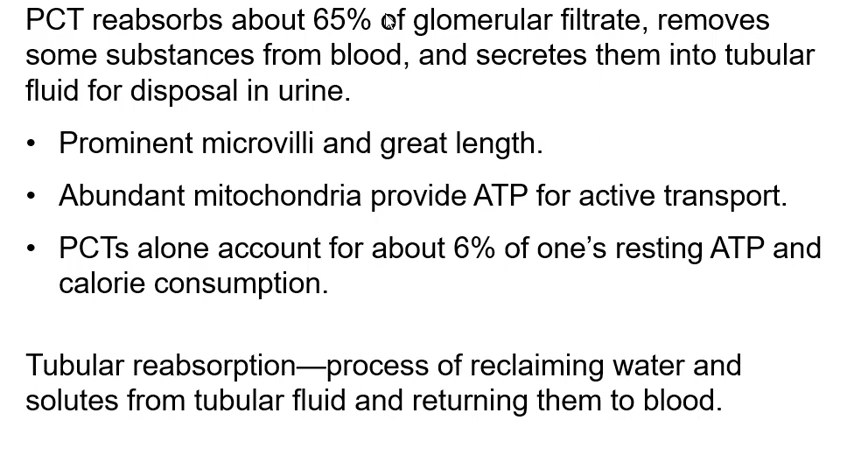 PCT reabsorbs about 65% of glomerular filtrate, removes
some substances from blood, and secretes them into tubular
fluid for disposal in urine.
• Prominent microvilli and great length.
• Abundant mitochondria provide ATP for active transport.
• PCTs alone account for about 6% of one’s resting ATP and
calorie consumption.
Tubular reabsorption—process of reclaiming water and
solutes from tubular fluid and returning them to blood.